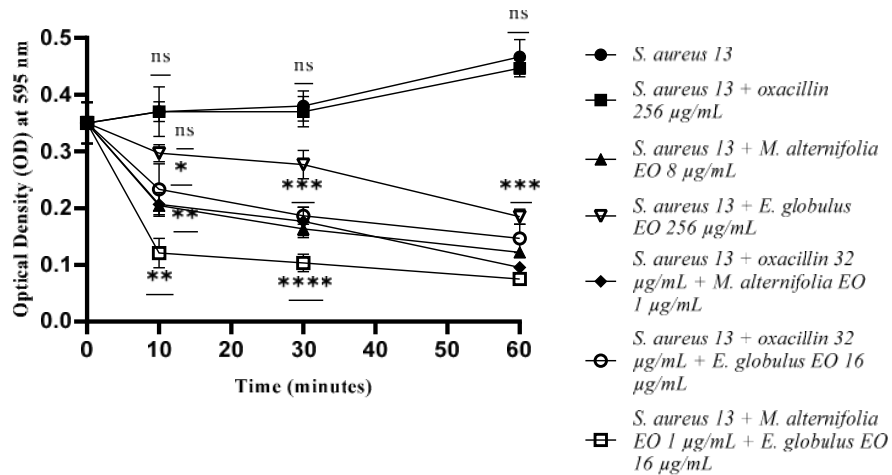 ns
0.5
ns
ns
0.4
ns
0.3
*
***
***
0.2
**
0.1
**
****
0.0
0 10 20 30 40 50 60
Time (minutes)
Optical Density (OD) at 595 nm
S. aureus 13
S. aureus 13 + oxacillin
256 µg/mL
S. aureus 13 + M. alternifolia
EO 8 µg/mL
S. aureus 13 + E. globulus
EO 256 µg/mL
S. aureus 13 + oxacillin 32
µg/mL + M. alternifolia EO
1 µg/mL
S. aureus 13 + oxacillin 32
µg/mL + E. globulus EO 16
µg/mL
S. aureus 13 + M. alternifolia
EO 1 µg/mL + E. globulus EO
16 µg/mL